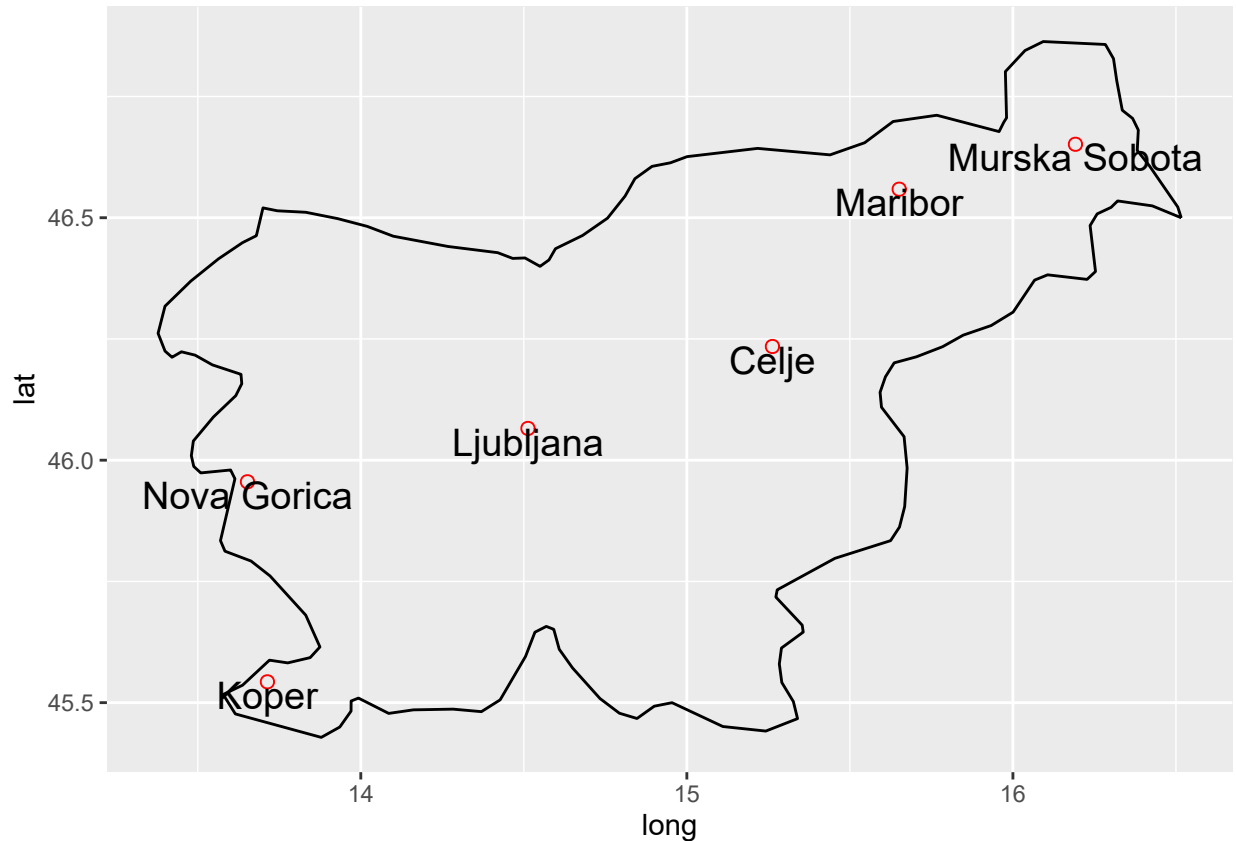 Murska Sobota
Maribor
46.5
Celje
Ljubljana
46.0
Nova Gorica
Koper
45.5
lat
14
15
16
long